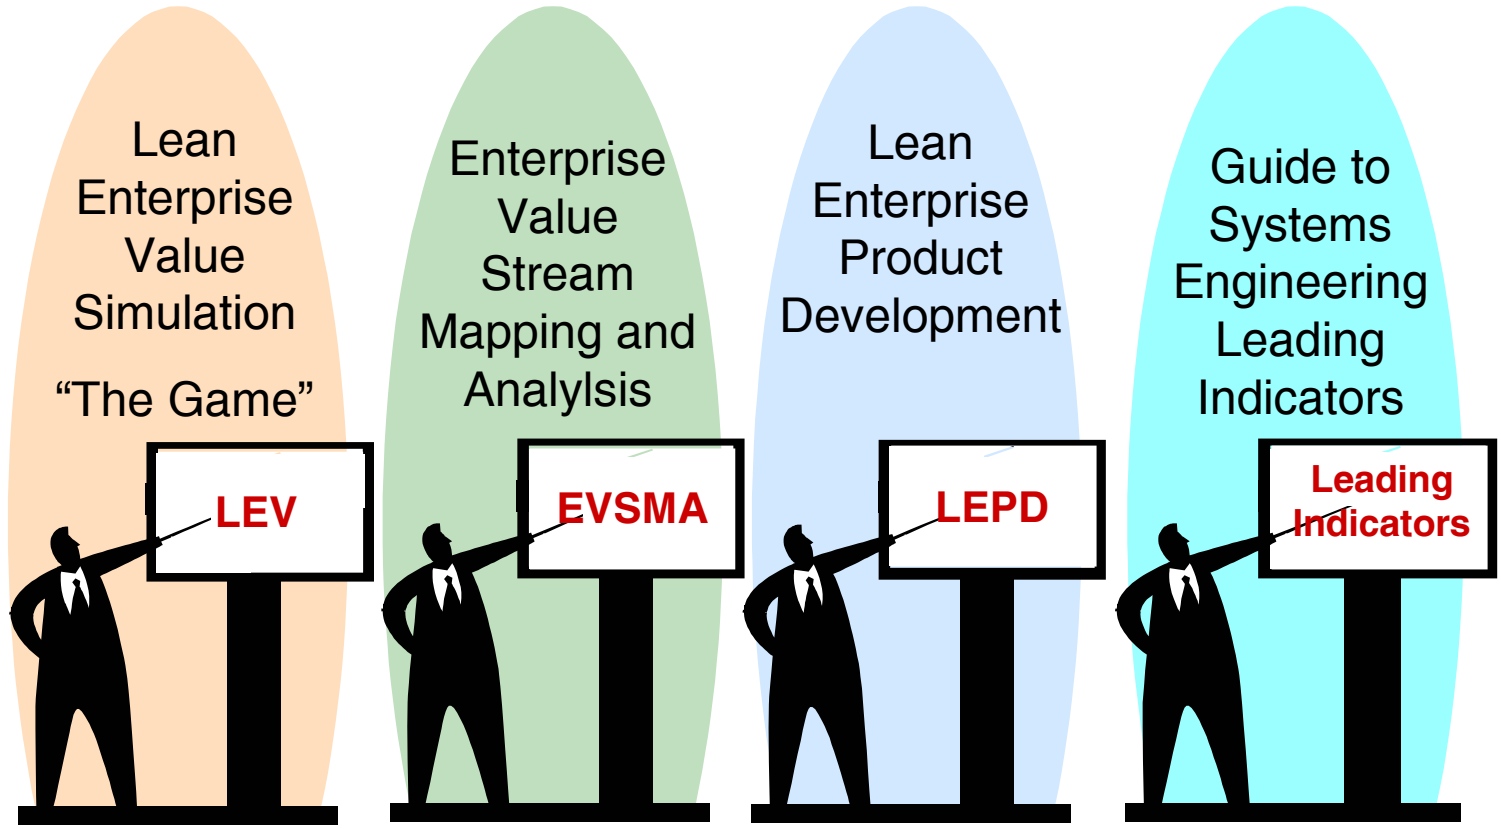 Lean
Enterprise
Value
Simulation
“The Game”
LEV
Enterprise
Value
Stream
Mapping and
Analylsis
EVSMA
Lean
Enterprise
Product
Development
LEPD
Guide to
Systems
Engineering
Leading
Indicators
Leading
Indicators